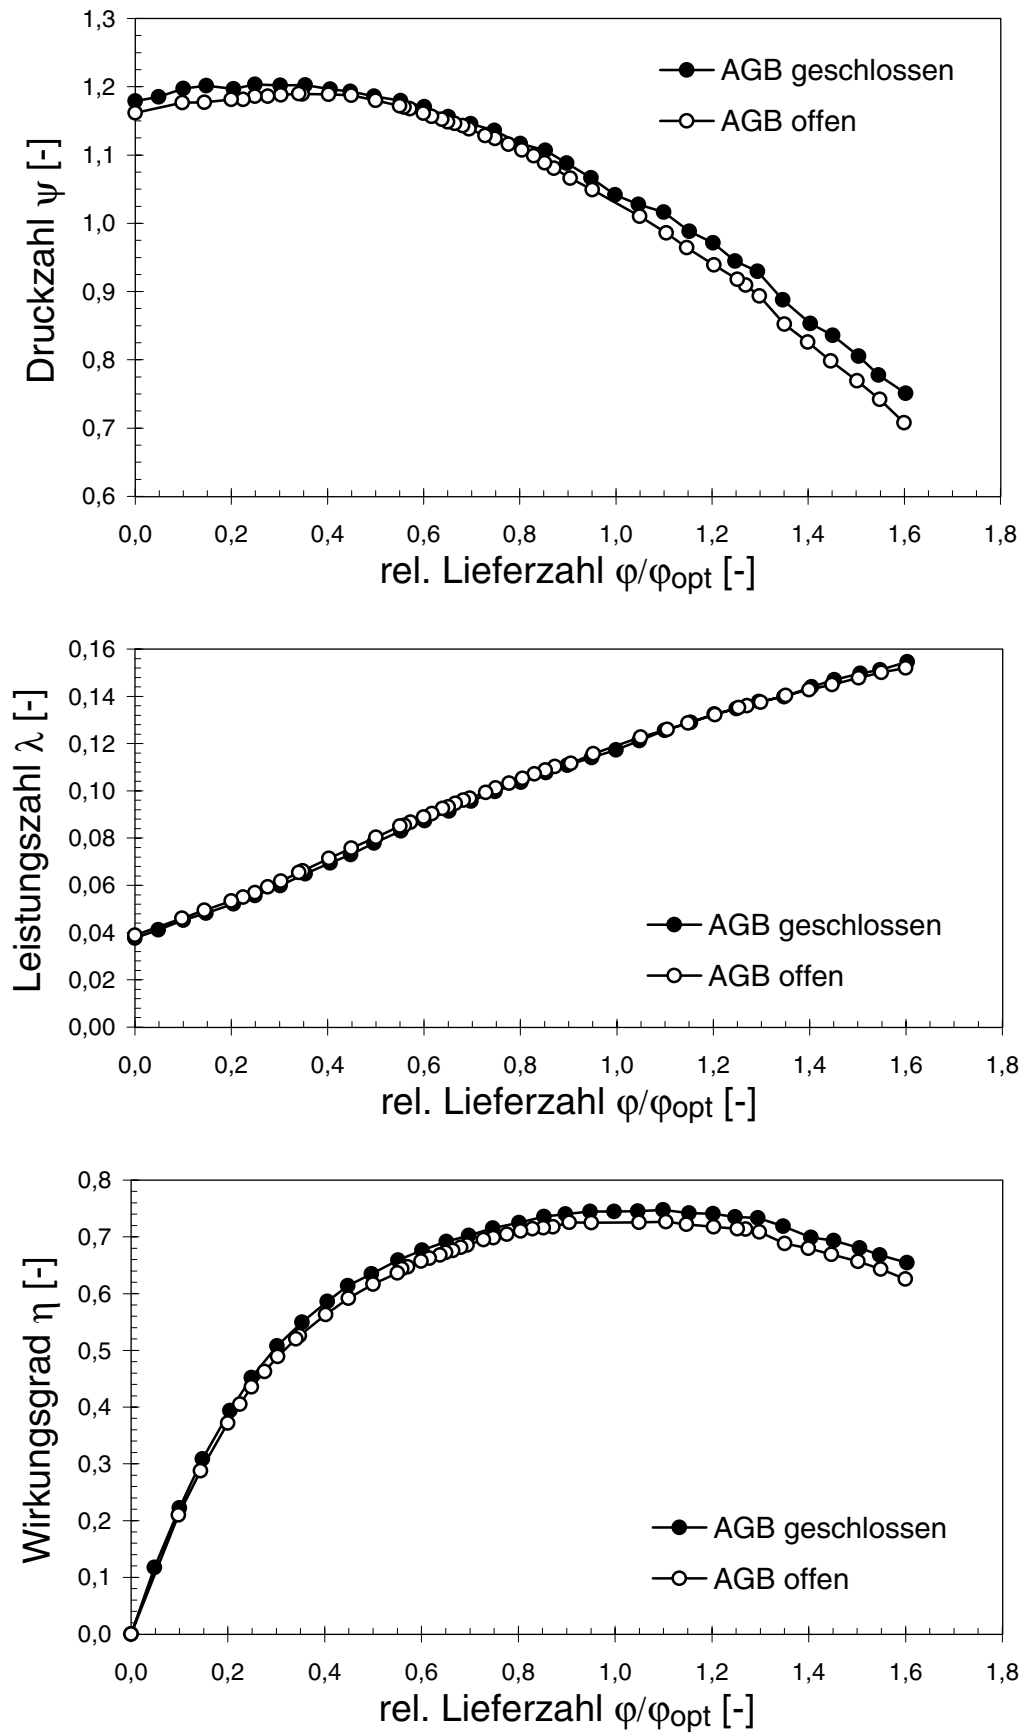 1,3
1,2
1,1
1,0
0,9
0,8
0,7
0,6
Druckzahl ψ [-]
AGB geschlossen
AGB offen
0,0 0,2 0,4 0,6 0,8 1,0 1,2 1,4 1,6 1,8
rel. Lieferzahl φ/φopt [-]
0,16
0,14
0,12
0,10
0,08
0,06
0,04
0,02
0,00
Leistungszahl λ [-]
AGB geschlossen
AGB offen
0,0 0,2 0,4 0,6 0,8 1,0 1,2 1,4 1,6 1,8
rel. Lieferzahl φ/φopt [-]
0,8
0,7
0,6
0,5
0,4
0,3
0,2
0,1
0,0
Wirkungsgrad η [-]
AGB geschlossen
AGB offen
0,0 0,2 0,4 0,6 0,8 1,0 1,2 1,4 1,6 1,8
rel. Lieferzahl φ/φopt [-]